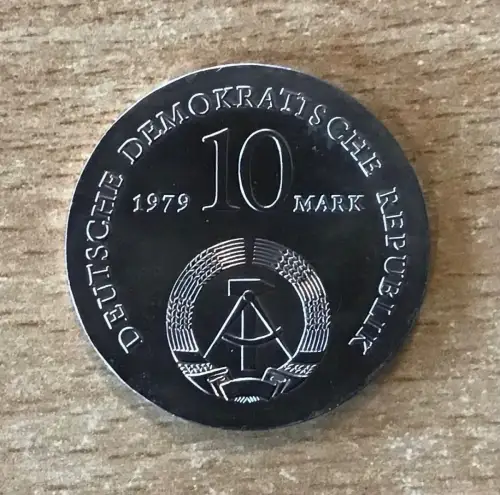 DEUTSCHE DEMOKRATISCHE REPUBLIK
1979 10 MARK